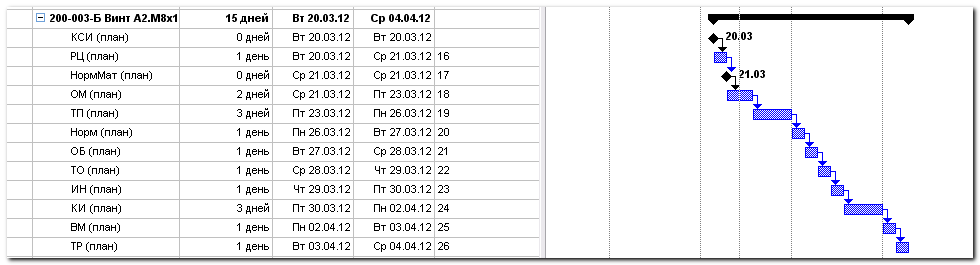 200-003-Б Винт А2.М8х1 15 дней Вт 20.03.12 Ср 04.04.12
КСИ (план) 0 дней Вт 20.03.12 Вт 20.03.12
РЦ (план) 1 день Вт 20.03.12 Ср 21.03.12 16
НормМат (план) 0 дней Ср 21.03.12 Ср 21.03.12 17
ОМ (план) 2 дней Ср 21.03.12 Пт 23.03.12 18
ТП (план) 3 дней Пт 23.03.12 Пн 26.03.12 19
Норм (план) 1 день Пн 26.03.12 Вт 27.03.12 20
ОБ (план) 1 день Вт 27.03.12 Ср 28.03.12 21
ТО (план) 1 день Ср 28.03.12 Чт 29.03.12 22
ИН (план) 1 день Чт 29.03.12 Пт 30.03.12 23
КИ (план) 3 дней Пт 30.03.12 Пн 02.04.12 24
ВМ (план) 1 день Пн 02.04.12 Вт 03.04.12 25
ТР (план) 1 день Вт 03.04.12 Ср 04.04.12 26
20.03
21.03